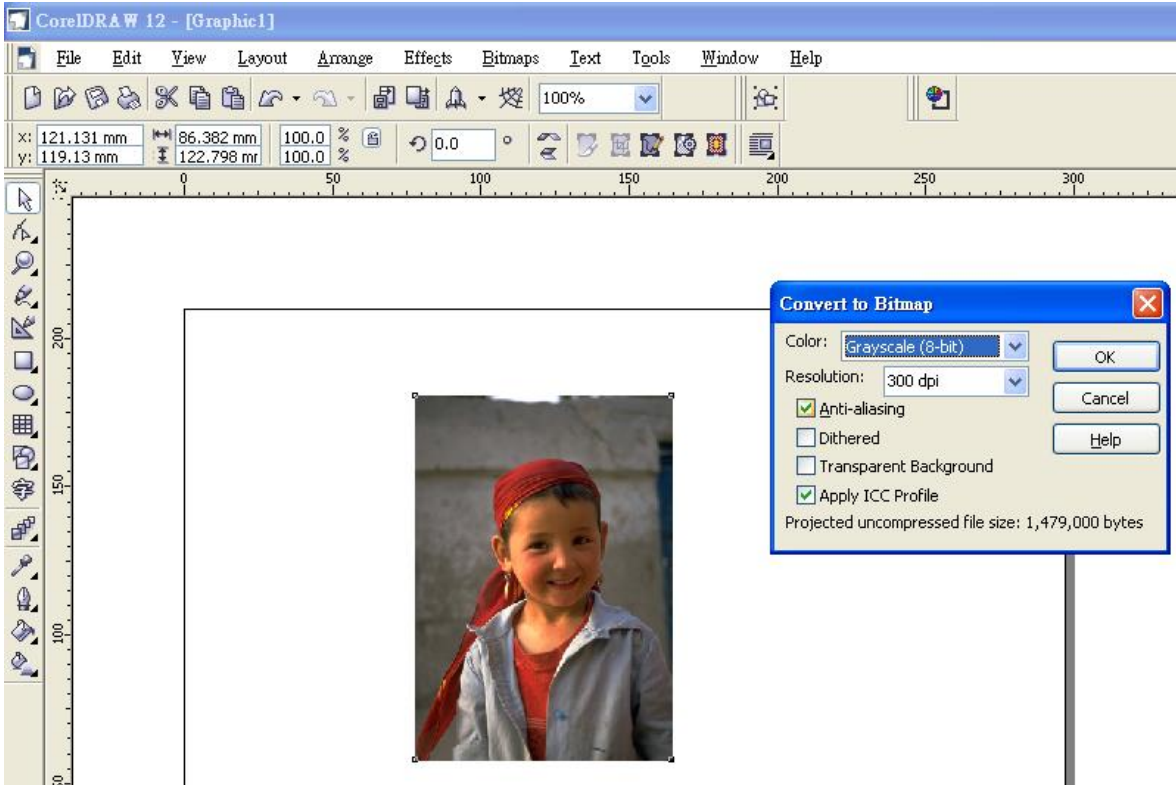 CorelDRAW 12 - [Graphic1]
File Edit View Layout Arrange Effects Bitmaps Text Tools Window Help
100%
x: 121.131 mm 86.382 mm 100.0 % 0.0 °
y: 119.13 mm 122.798 mr 100.0 %
0 50 100 150 200 250 300
200
150
100
50
字
Convert to Bitmap
Color: Grayscale (8-bit)
OK
Resolution: 300 dpi
Cancel
Anti-aliasing
Dithered
Help
Transparent Background
Apply ICC Profile
Projected uncompressed file size: 1,479,000 bytes